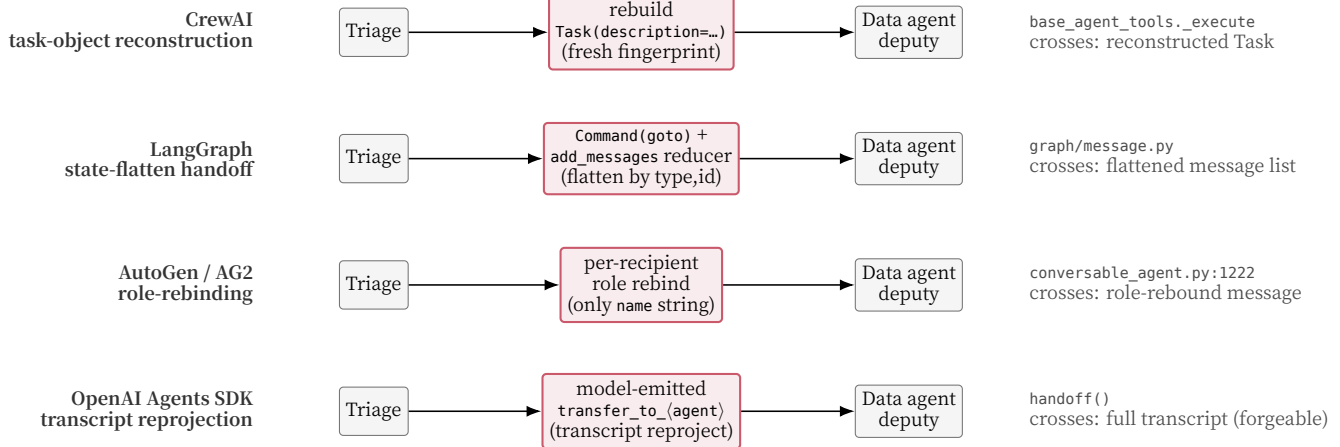 CrewAI
task-object reconstruction
Triage
rebuild
Task(description=…)
(fresh fingerprint)
Data agent
deputy
base_agent_tools._execute
crosses: reconstructed Task
LangGraph
state-flatten handoff
Triage
Command(goto) +
add_messages reducer
(flatten by type,id)
Data agent
deputy
graph/message.py
crosses: flattened message list
AutoGen / AG2
role-rebinding
Triage
per-recipient
role rebind
(only name string)
Data agent
deputy
conversable_agent.py:1222
crosses: role-rebound message
OpenAI Agents SDK
transcript reprojection
Triage
model-emitted
transfer_to_⟨agent⟩
(transcript reproject)
Data agent
deputy
handoff()
crosses: full transcript (forgeable)